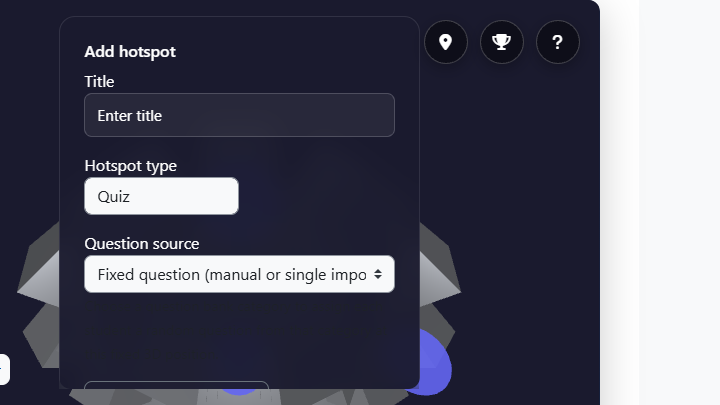 Add hotspot
Title
Enter title
Hotspot type
Quiz
Question source
Fixed question (manual or single impo
?